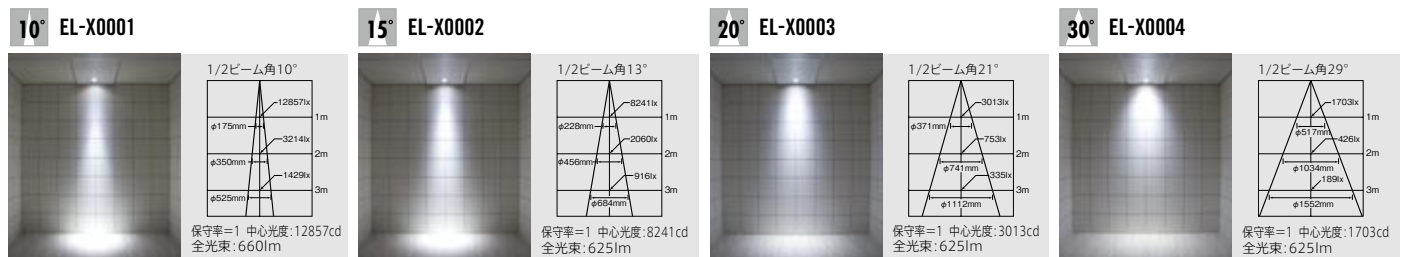 10° EL-X0001
1/2ビーム角10°
12857lx
1m
φ175mm
3214lx
2m
φ350mm
1429lx
3m
φ525mm
保守率=1 中心光度:12857cd
全光束:660lm
15° EL-X0002
1/2ビーム角13°
8241lx
1m
φ228mm
2060lx
2m
φ456mm
916lx
3m
φ684mm
保守率=1 中心光度:8241cd
全光束:625lm
20° EL-X0003
1/2ビーム角21°
3013lx
1m
φ371mm
753lx
2m
φ741mm
335lx
3m
φ1112mm
保守率=1 中心光度:3013cd
全光束:625lm
30° EL-X0004
1/2ビーム角29°
1703lx
1m
φ517mm
426lx
2m
φ1034mm
189lx
3m
φ1552mm
保守率=1 中心光度:1703cd
全光束:625lm